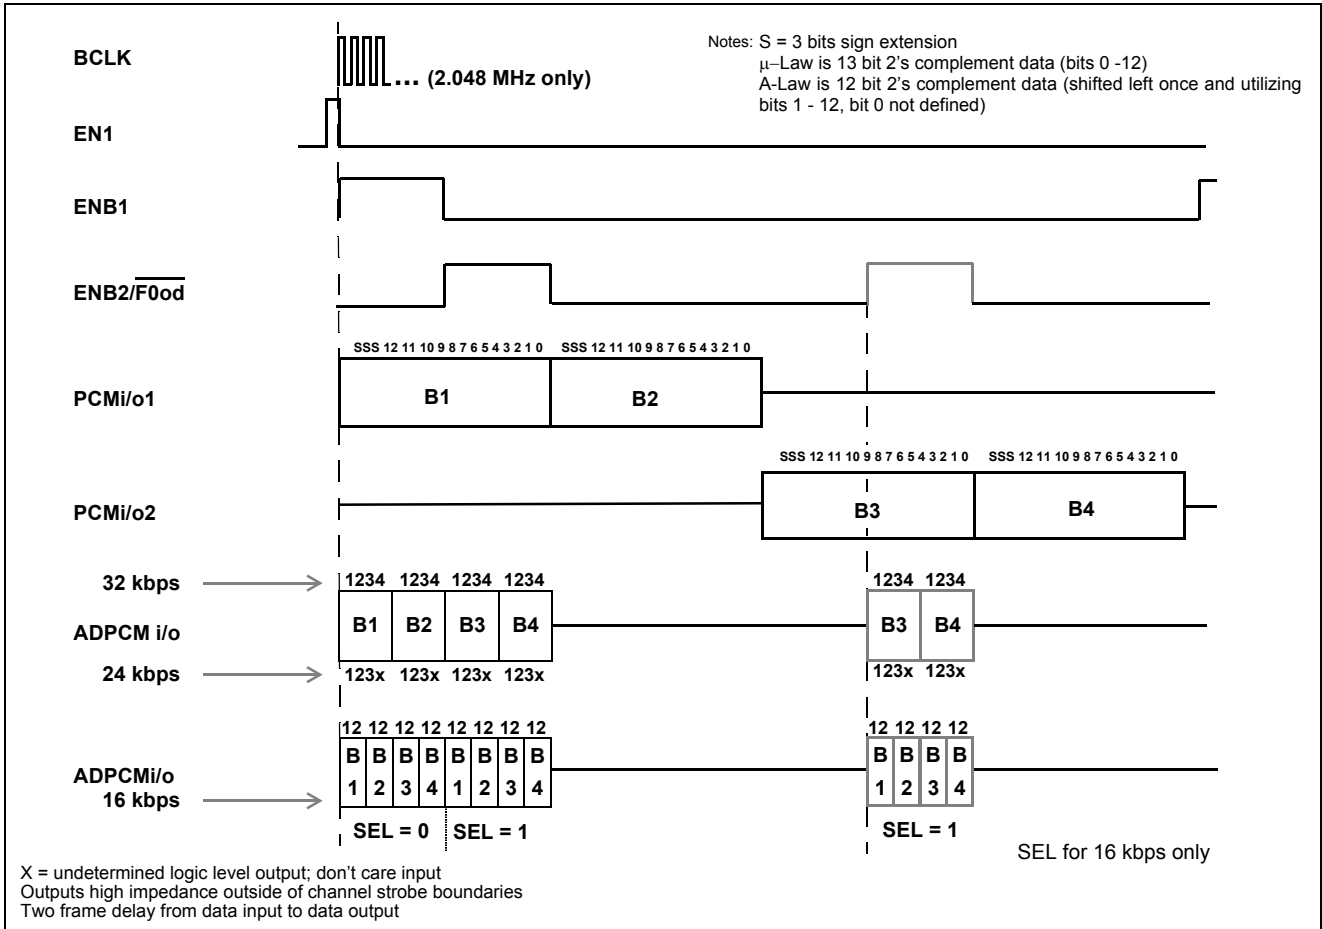 Notes: S = 3 bits sign extension
μ–Law is 13 bit 2's complement data (bits 0 -12)
A-Law is 12 bit 2's complement data (shifted left once and utilizing
bits 1 - 12, bit 0 not defined)
BCLK
... (2.048 MHz only)
EN1
ENB1
ENB2/F0od
SSS 12 11 10 9 8 7 6 5 4 3 2 1 0 SSS 12 11 10 9 8 7 6 5 4 3 2 1 0
PCMi/o1 B1 B2
SSS 12 11 10 9 8 7 6 5 4 3 2 1 0 SSS 12 11 10 9 8 7 6 5 4 3 2 1 0
PCMi/o2 B3 B4
32 kbps 1234 1234 1234 1234 1234 1234
ADPCM i/o B1 B2 B3 B4 B3 B4
24 kbps 123x 123x 123x 123x 123x 123x
12 12 12 12 12 12 12 12 12 12 12 12
B B B B B B B B B B B B
ADPCMi/o
1 2 3 4 1 2 3 4 1 2 3 4
16 kbps
SEL = 0 SEL = 1 SEL = 1
SEL for 16 kbps only
X = undetermined logic level output; don't care input
Outputs high impedance outside of channel strobe boundaries
Two frame delay from data input to data output